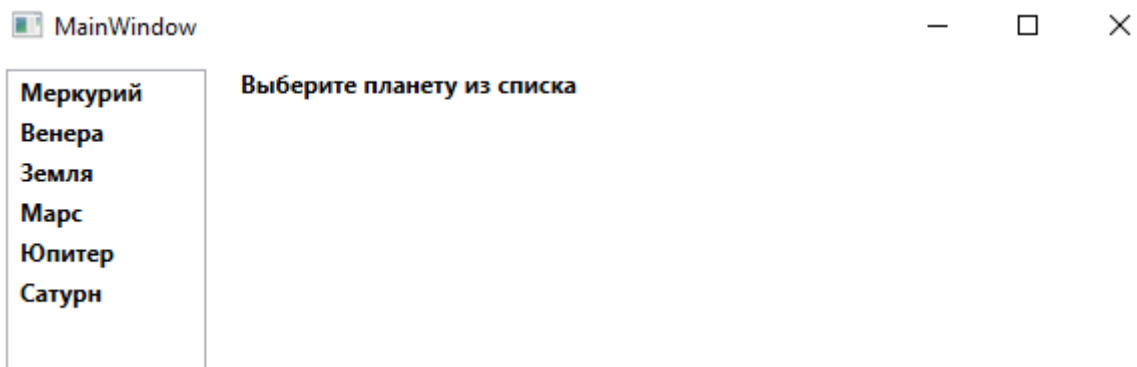 MainWindow
Меркурий
Венера
Земля
Марс
Юпитер
Сатурн
Выберите планету из списка